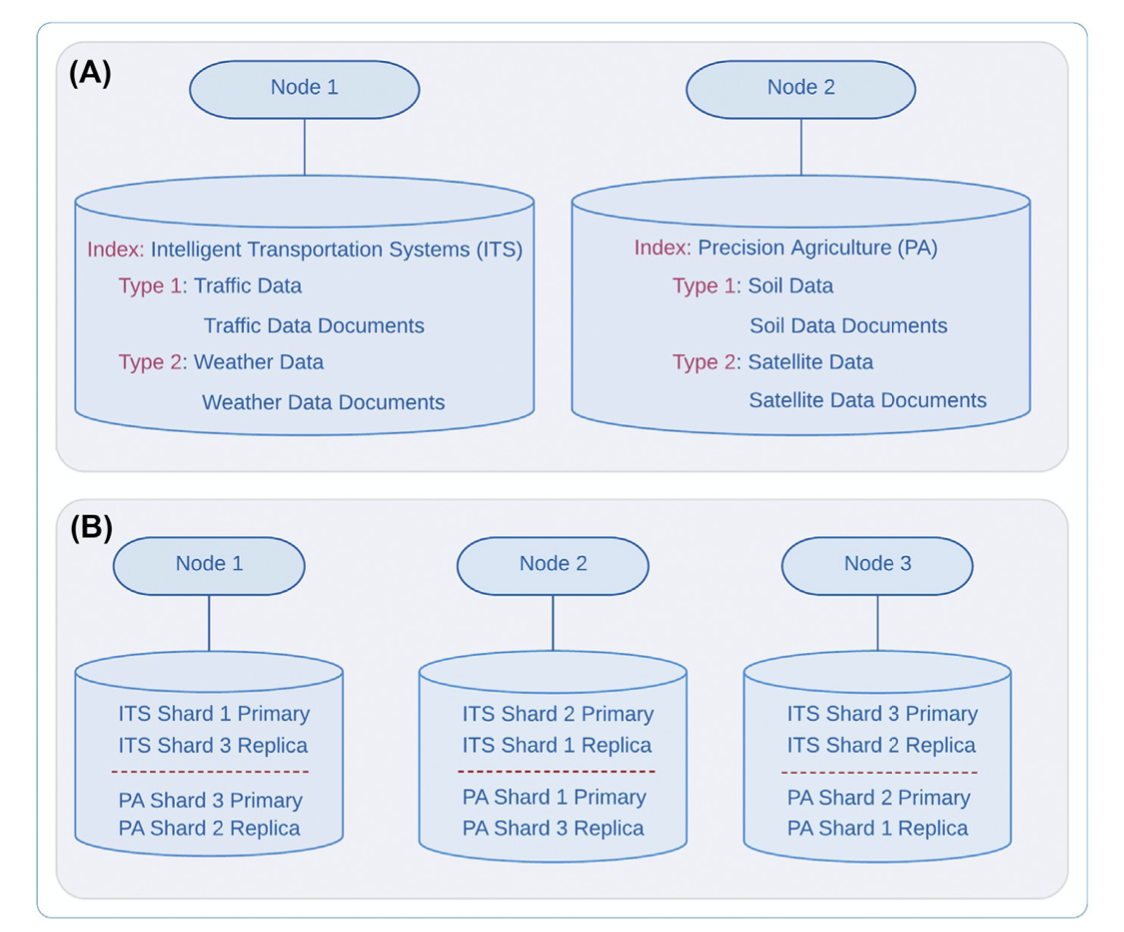 (A)
Node 1
Node 2
Index: Intelligent Transportation Systems (ITS)
Type 1: Traffic Data
Traffic Data Documents
Type 2: Weather Data
Weather Data Documents
Index: Precision Agriculture (PA)
Type 1: Soil Data
Soil Data Documents
Type 2: Satellite Data
Satellite Data Documents
(B)
Node 1
Node 2
Node 3
ITS Shard 1 Primary
ITS Shard 3 Replica
PA Shard 3 Primary
PA Shard 2 Replica
ITS Shard 2 Primary
ITS Shard 1 Replica
PA Shard 1 Primary
PA Shard 3 Replica
ITS Shard 3 Primary
ITS Shard 2 Replica
PA Shard 2 Primary
PA Shard 1 Replica